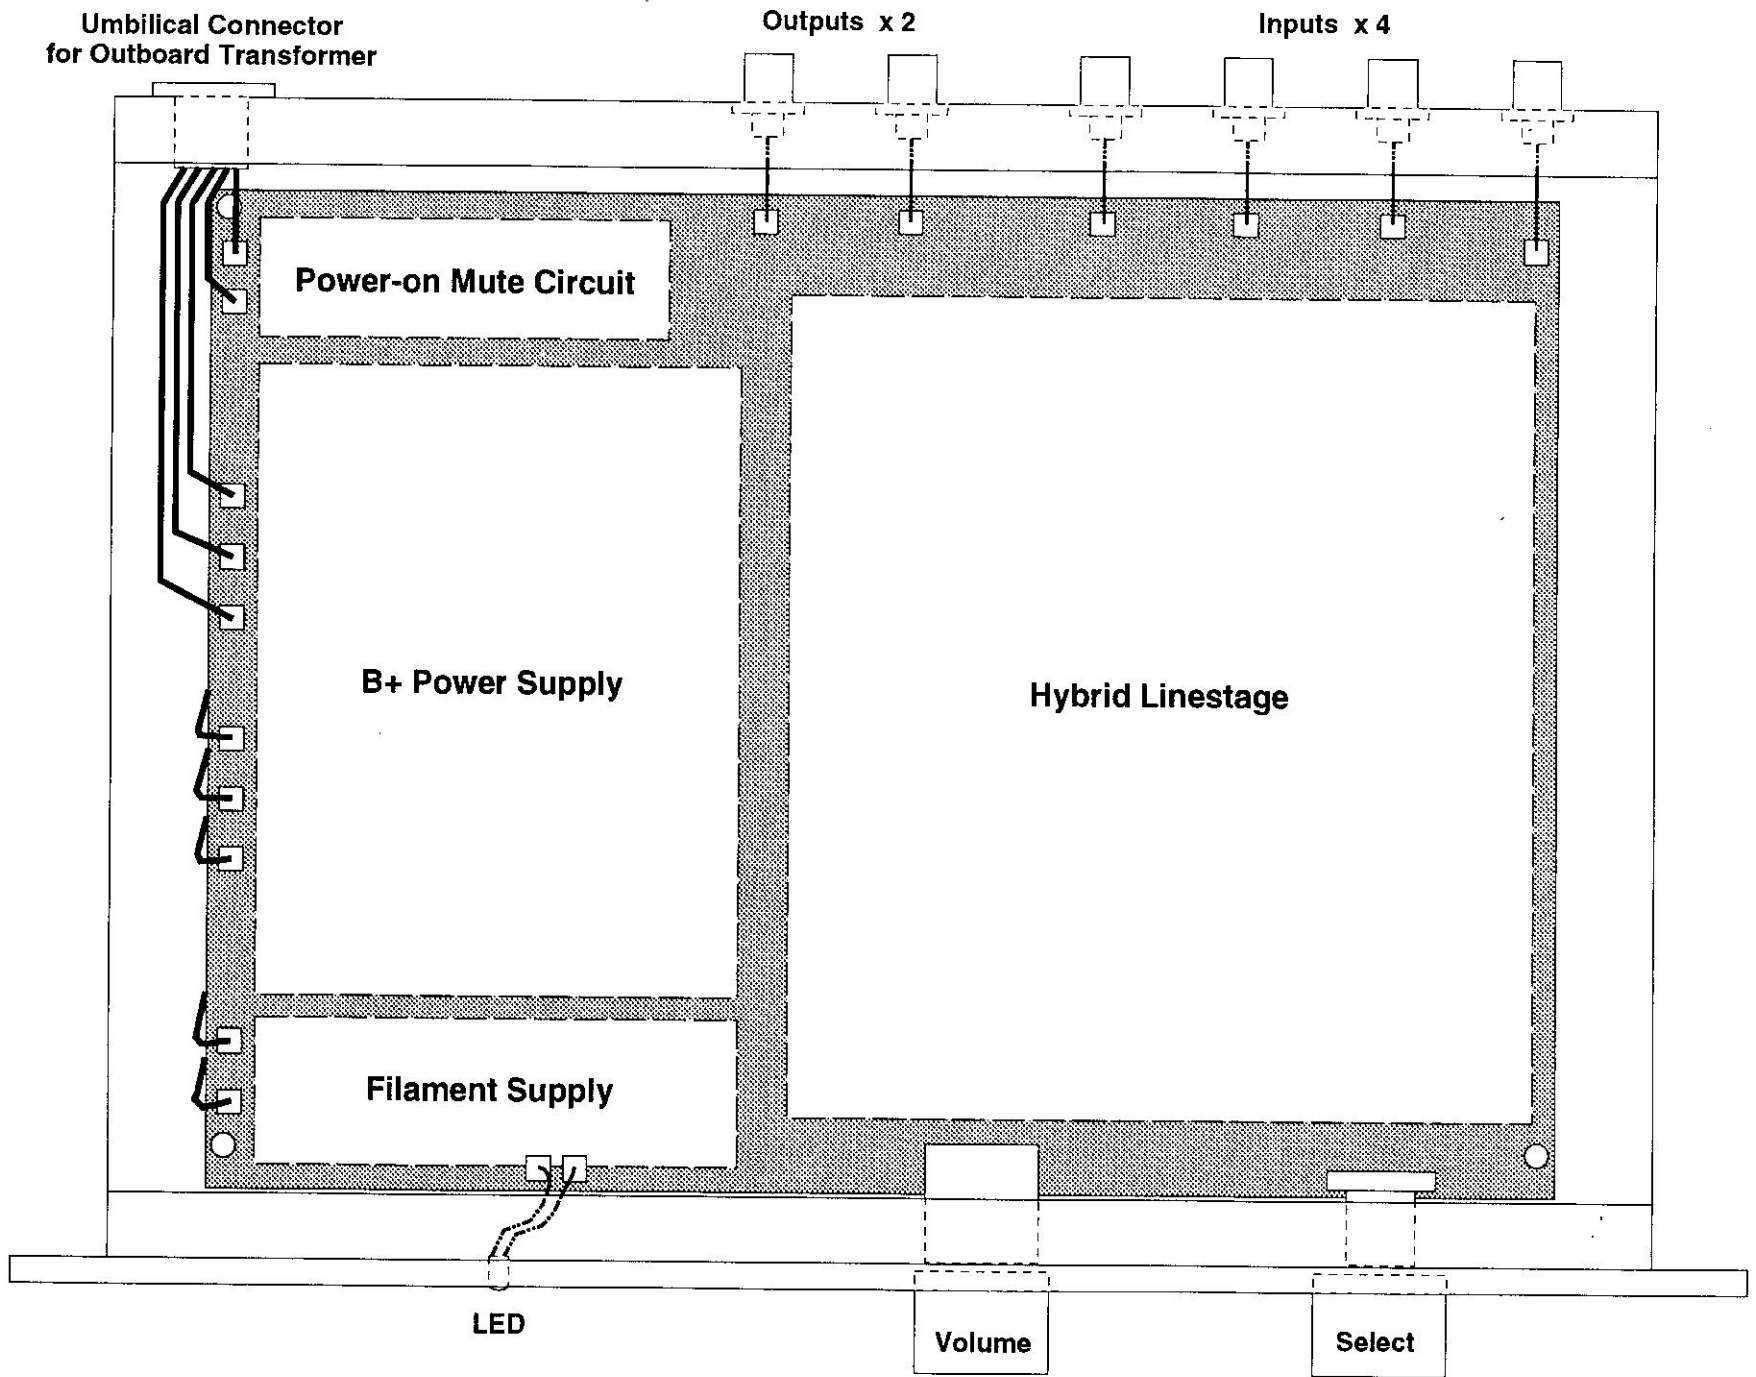 Umbilical Connector
for Outboard Transformer
Outputs x 2
Inputs x 4
Power-on Mute Circuit
B+ Power Supply
Hybrid Linestage
Filament Supply
LED
Volume
Select